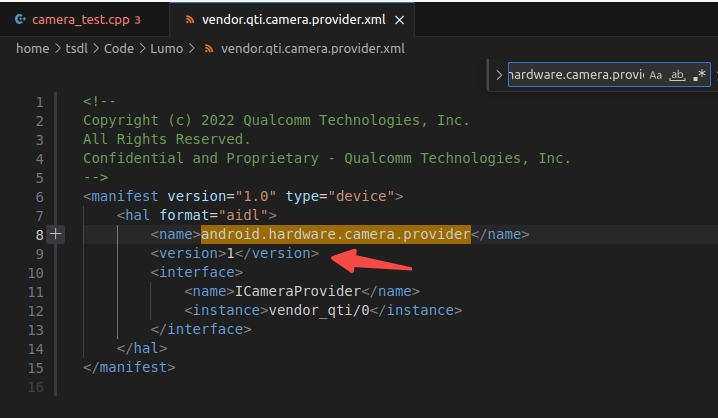 camera_test.cpp 3
vendor.qti.camera.provider.xml ×
home > tsdl > Code > Lumo > vendor.qti.camera.provider.xml
hardware.camera.provi Aa ab .*
1 <!--
2 Copyright (c) 2022 Qualcomm Technologies, Inc.
3 All Rights Reserved.
4 Confidential and Proprietary - Qualcomm Technologies, Inc.
5 -->
6 <manifest version="1.0" type="device">
7 <hal format="aidl">
8 <name>android.hardware.camera.provider</name>
9 <version>1</version>
10 <interface>
11 <name>ICameraProvider</name>
12 <instance>vendor_qti/0</instance>
13 </interface>
14 </hal>
15 </manifest>
16